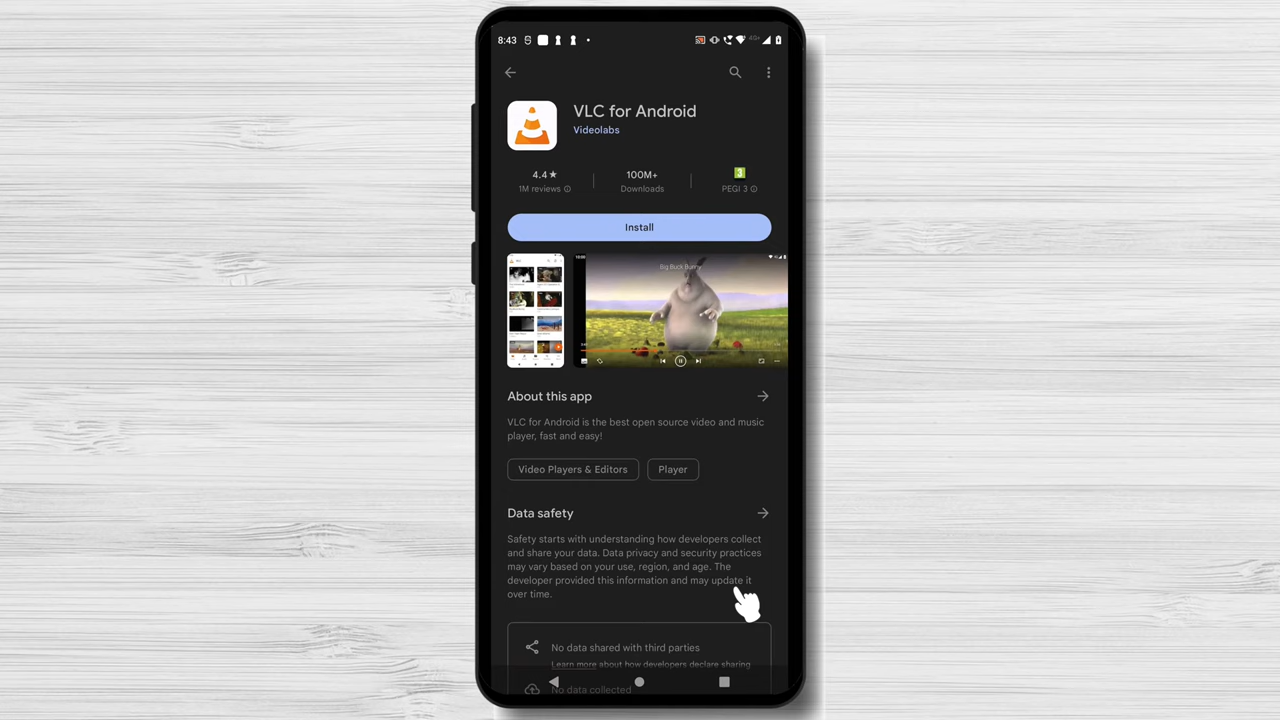 8:43
4G+
VLC for Android
Videolabs
4.4★
1M reviews
100M+
Downloads
3
PEGI 3
Install
Big Buck Bunny
About this app
VLC for Android is the best open source video and music
player, fast and easy!
Video Players & Editors
Player
Data safety
Safety starts with understanding how developers collect
and share your data. Data privacy and security practices
may vary based on your use, region, and age. The
developer provided this information and may update it
over time.
No data shared with third parties
Learn more about how developers declare sharing
No data collected